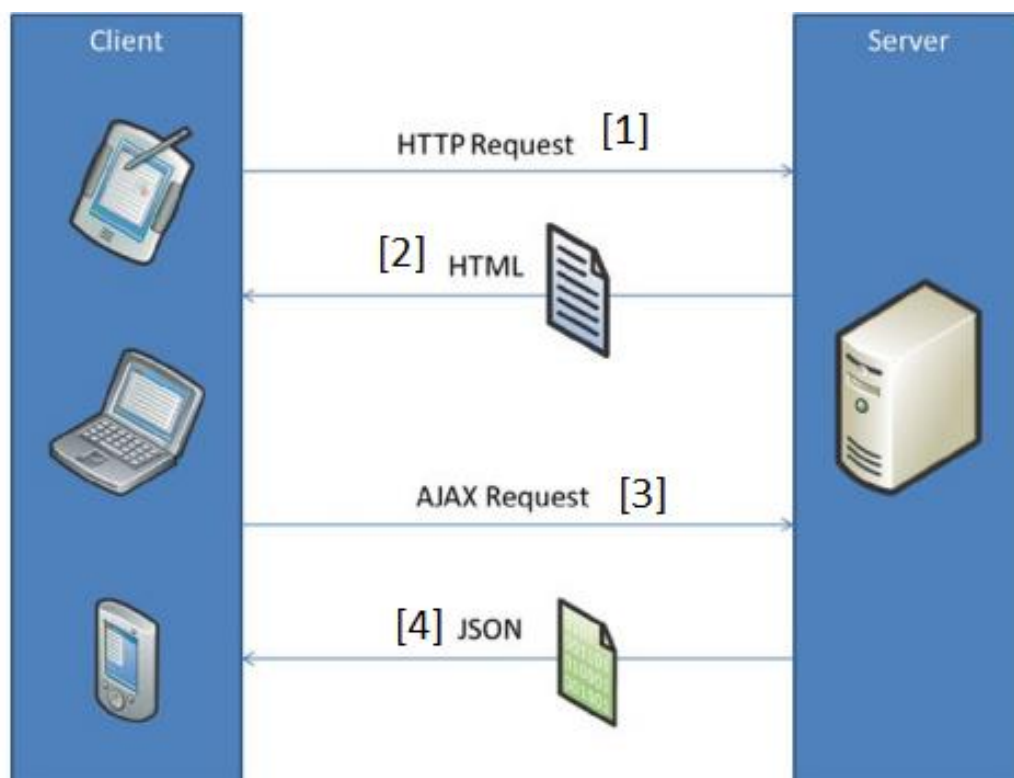 Client
Server
HTTP Request [1]
[2] HTML
AJAX Request [3]
[4] JSON